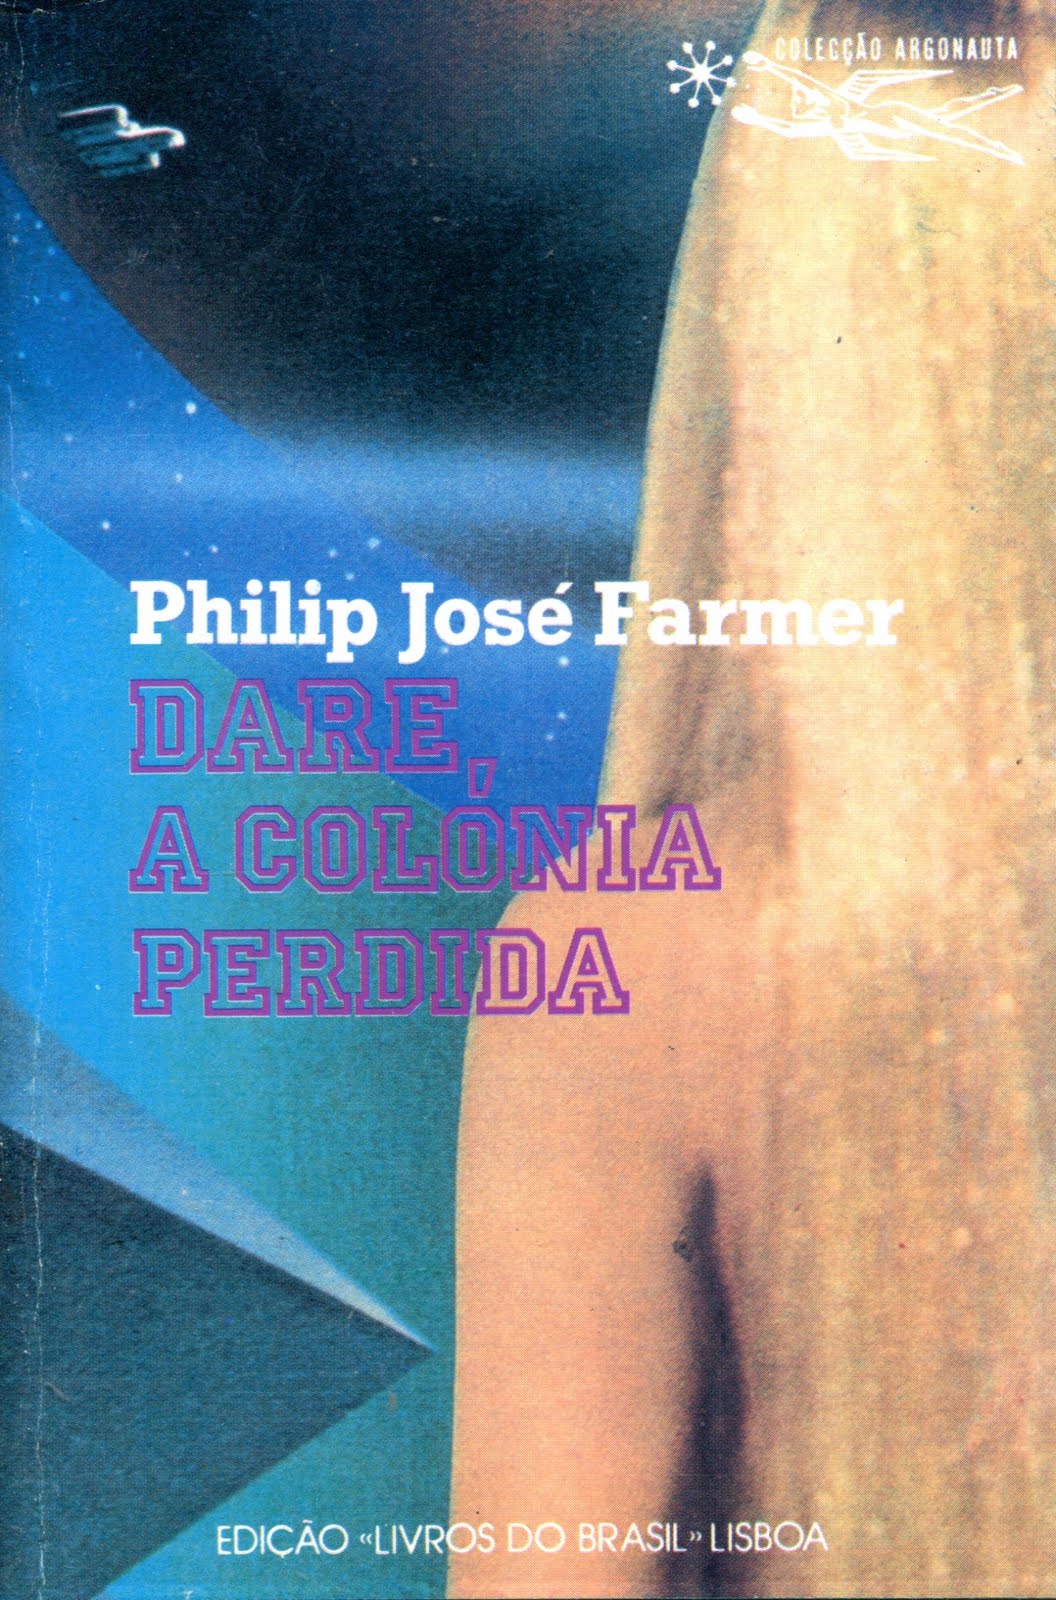 COLECÇÃO ARGONAUTA
Philip José Farmer
DARE,
A COLÓNIA
PERDIDA
EDIÇÃO «LIVROS DO BRASIL» LISBOA